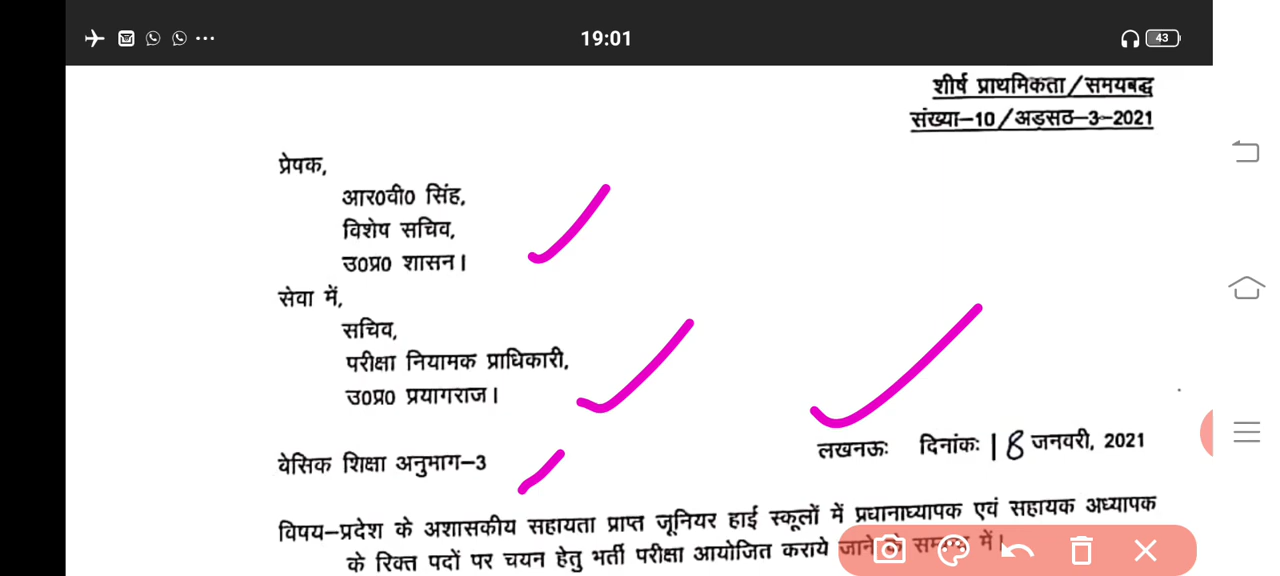 19:01
43
शीर्ष प्राथमिकता/समयबद्ध
संख्या-10/अड़सठ-3-2021
प्रेषक,
आर0वी0 सिंह,
विशेष सचिव,
उ0प्र0 शासन।
सेवा में,
सचिव,
परीक्षा नियामक प्राधिकारी,
उ0प्र0 प्रयागराज।
वेसिक शिक्षा अनुभाग-3
लखनऊः दिनांकः 18 जनवरी, 2021
विषय-प्रदेश के अशासकीय सहायता प्राप्त जूनियर हाई स्कूलों में प्रधानाध्यापक एवं सहायक अध्यापक
के रिक्त पदों पर चयन हेतु भर्ती परीक्षा आयोजित कराये जाने के सम्बन्ध में।